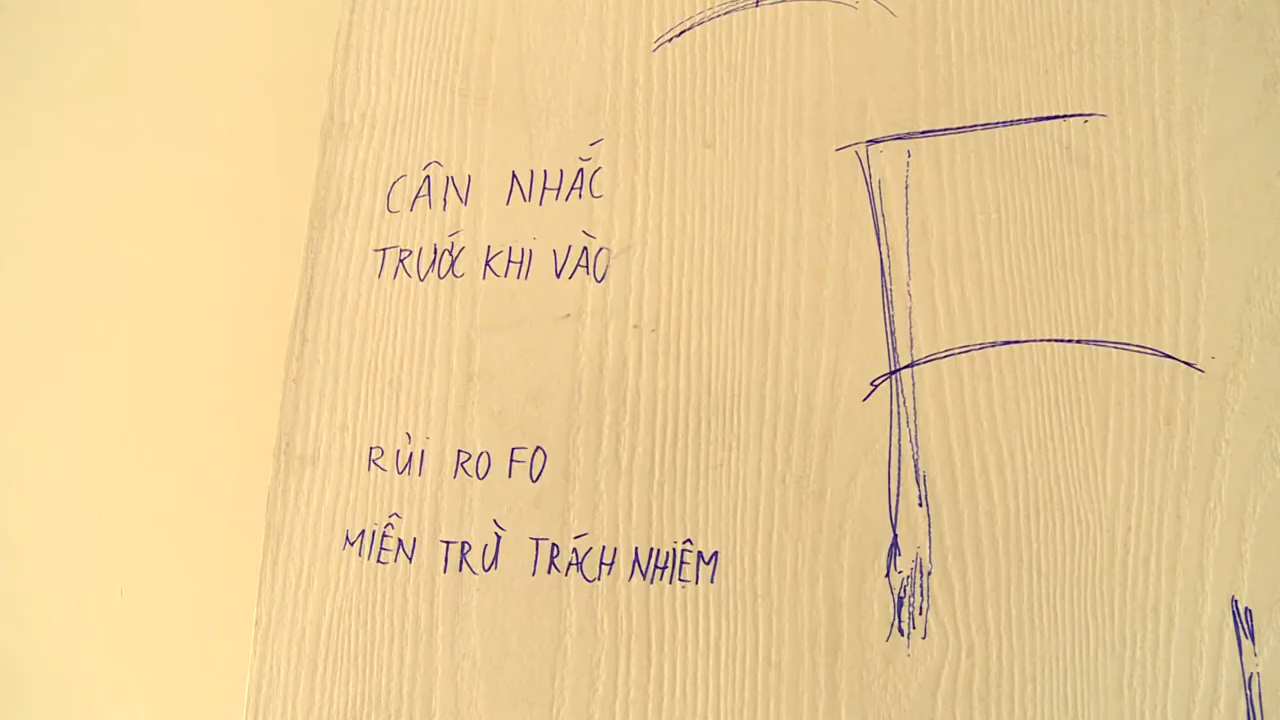 CÂN NHẮC
TRƯỚC KHI VÀO
F
RỦI RO FO
MIỄN TRỪ TRÁCH NHIỆM